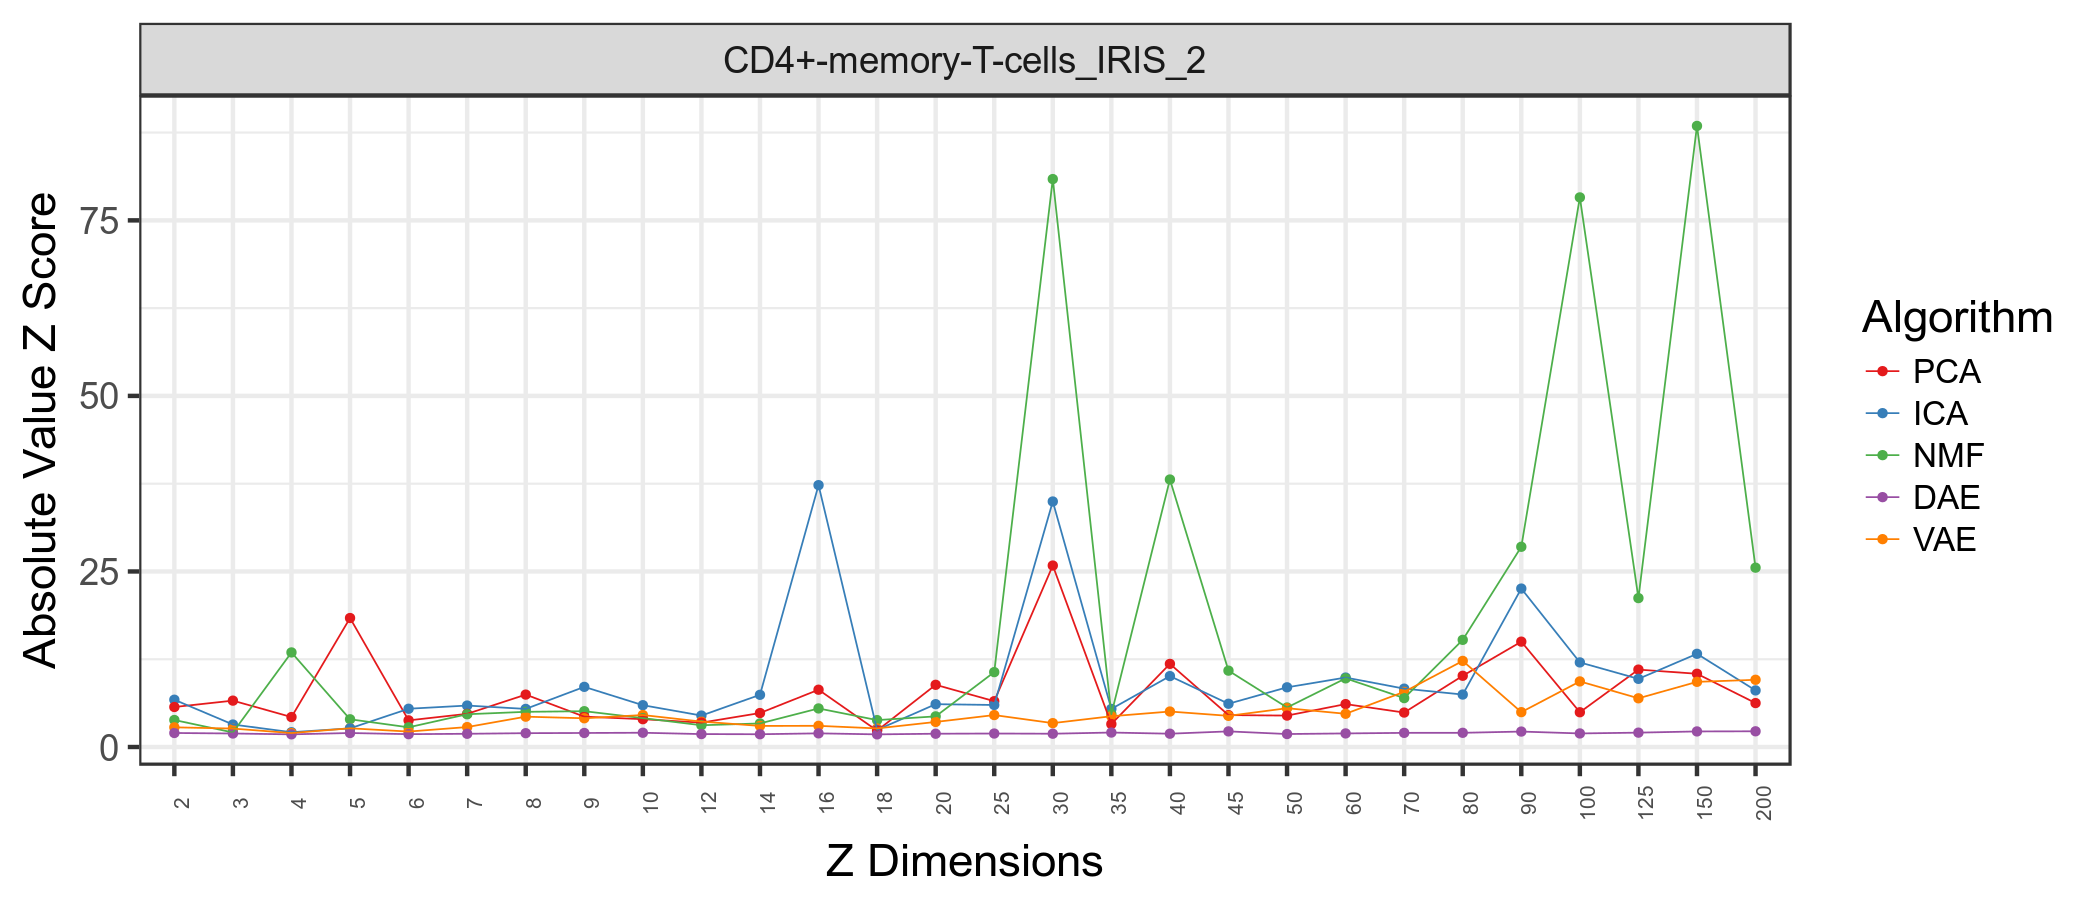 CD4+-memory-T-cells_IRIS_2
Absolute Value Z Score
75
50
25
0
2 3 4 5 6 7 8 9 10 12 14 16 18 20 25 30 35 40 45 50 60 70 80 90 100 125 150 200
Z Dimensions
Algorithm
PCA
ICA
NMF
DAE
VAE